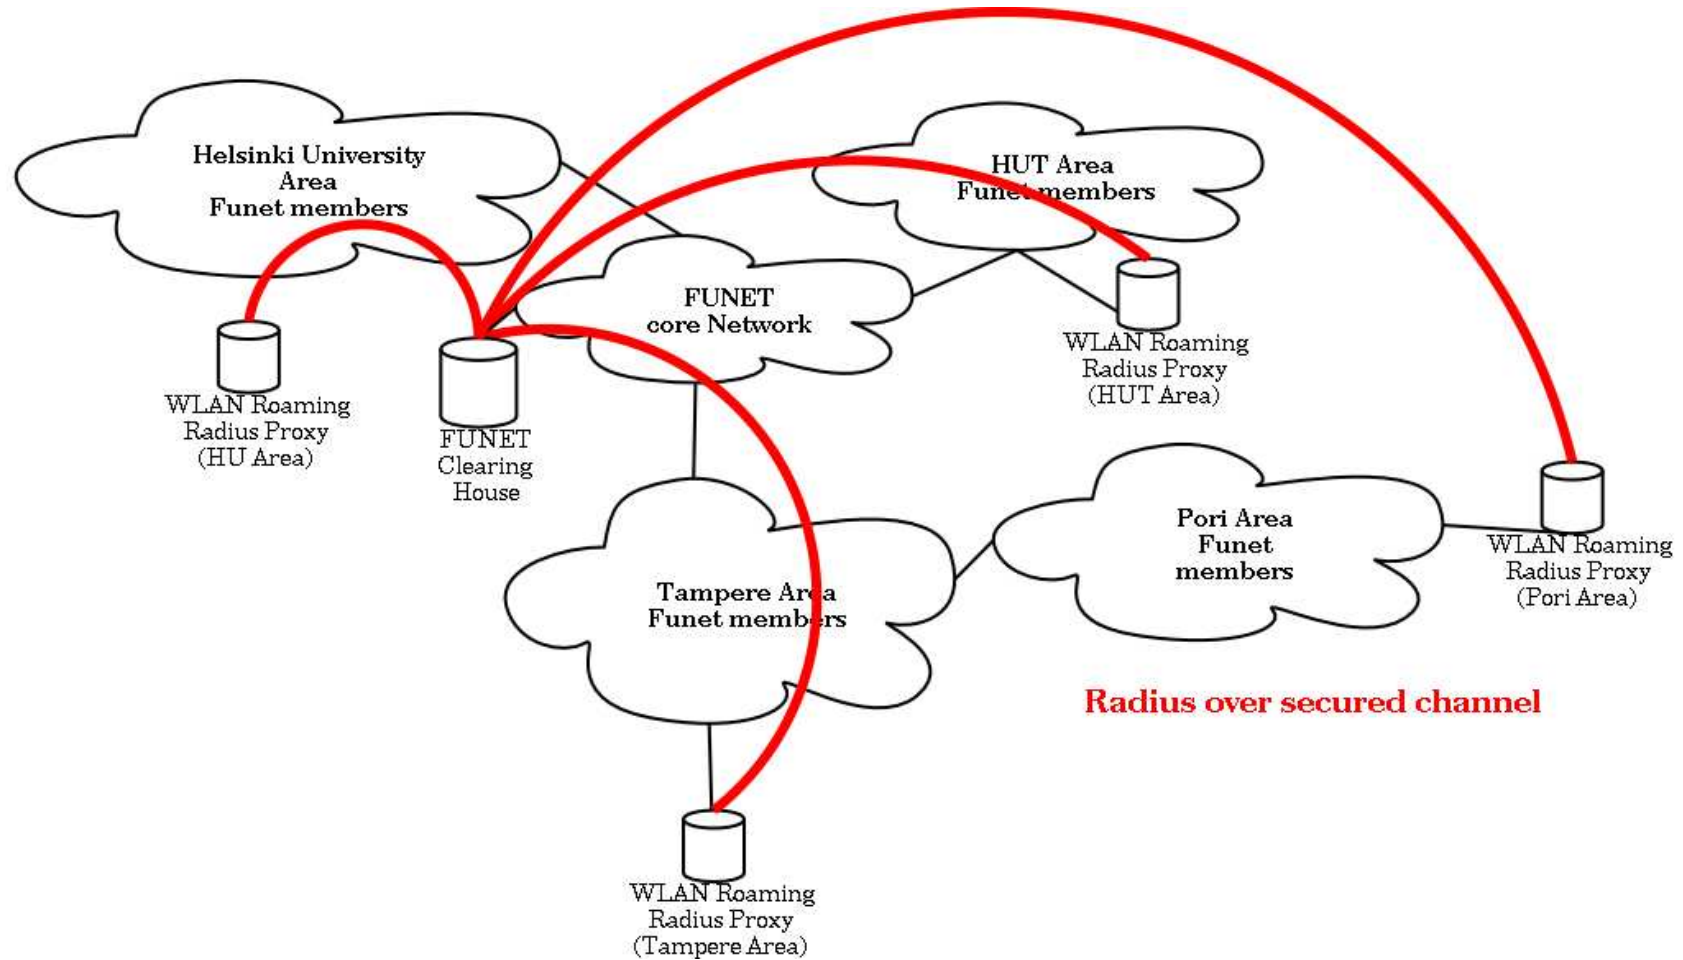 Helsinki University
Area
Funet members
HUT Area
Funet members
FUNET
core Network
WLAN Roaming
Radius Proxy
(HUT Area)
WLAN Roaming
Radius Proxy
(HU Area)
FUNET
Clearing
House
Pori Area
Funet
members
WLAN Roaming
Radius Proxy
(Pori Area)
Tampere Area
Funet members
Radius over secured channel
WLAN Roaming
Radius Proxy
(Tampere Area)